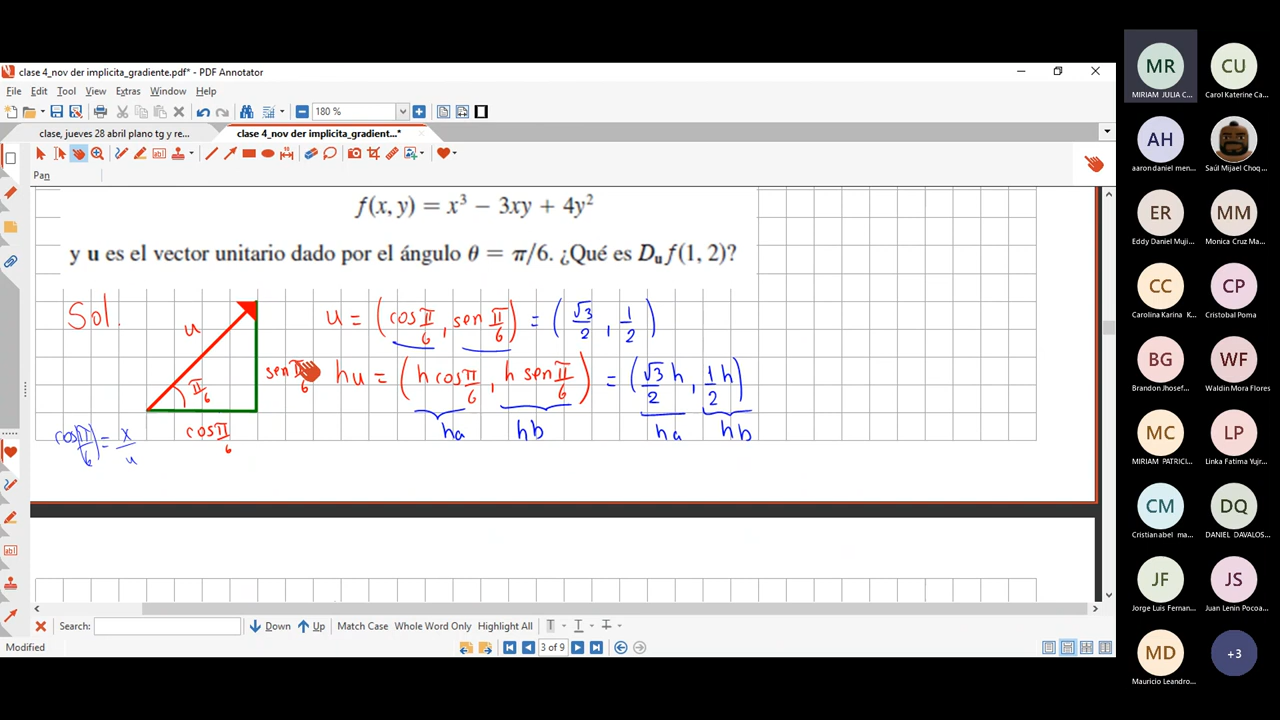 clase 4_nov der implicita_gradiente.pdf* - PDF Annotator
File Edit Tool View Extras Window Help
180 %
clase, jueves 28 abril plano tg y re...
clase 4_nov der implicita_gradient...*
Pan
f(x, y) = x³ − 3xy + 4y²
y u es el vector unitario dado por el ángulo θ = π/6. ¿Qué es D_u f(1, 2)?
Sol.
u
π/6
sen π/6
cos π/6
cos(π/6) = x/u
u = (cos π/6, sen π/6) = (√3/2, 1/2)
hu = (h cos π/6, h sen π/6) = (√3/2 h, 1/2 h)
ha hb ha hb
Search: Down Up Match Case Whole Word Only Highlight All
Modified
3 of 9
MR
MIRIAM JULIA C...
CU
Carol Katerine Ca...
AH
aaron daniel men...
Saúl Mijael Choq...
ER
Eddy Daniel Muji...
MM
Monica Cruz Ma...
CC
Carolina Karina K...
CP
Cristobal Poma
BG
Brandon Jhosef...
WF
Waldin Mora Flores
MC
MIRIAM PATRICI...
LP
Linka Fatima Yujr...
CM
Cristian abel ma...
DQ
DANIEL DAVALOS...
JF
Jorge Luis Fernan...
JS
Juan Lenin Pocoa...
MD
Mauricio Leandro...
+3